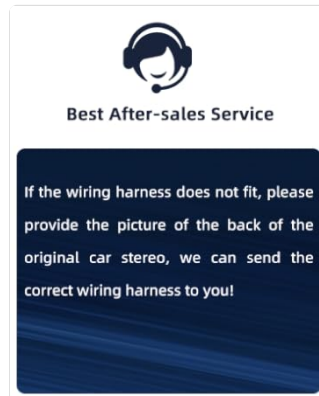 Best After-sales Service
If the wiring harness does not fit, please
provide the picture of the back of the
original car stereo, we can send the
correct wiring harness to you!